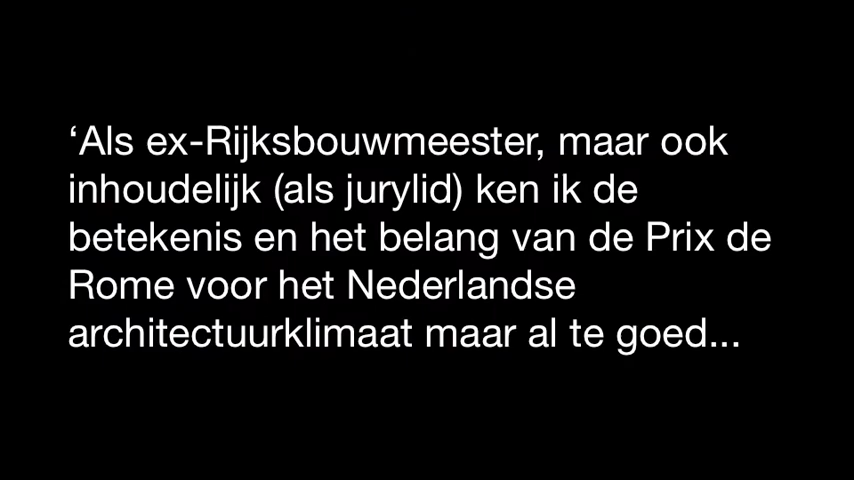 ‘Als ex-Rijksbouwmeester, maar ook
inhoudelijk (als jurylid) ken ik de
betekenis en het belang van de Prix de
Rome voor het Nederlandse
architectuurklimaat maar al te goed...